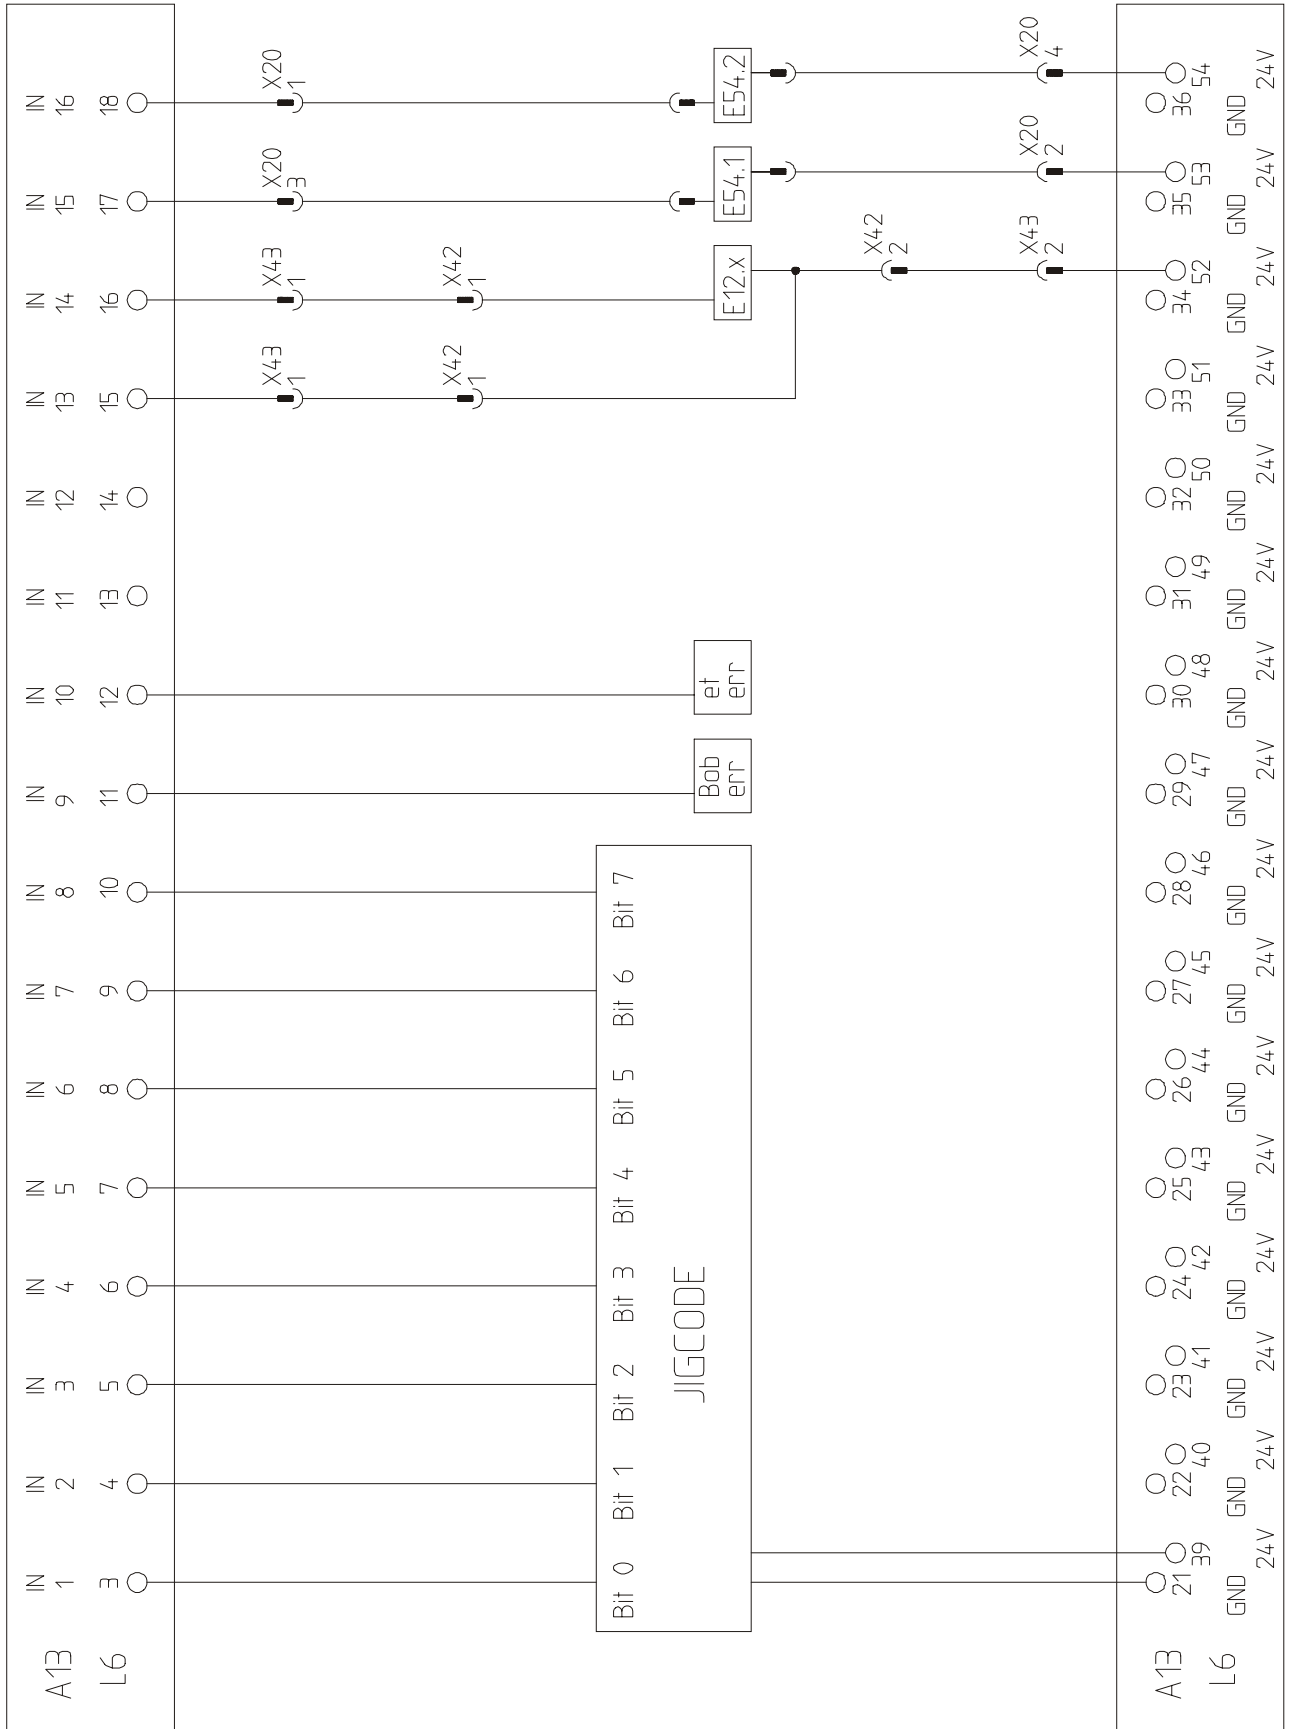 IN IN IN IN IN IN IN IN IN IN IN IN IN IN IN IN
A13 1 2 3 4 5 6 7 8 9 10 11 12 13 14 15 16
L6 3 4 5 6 7 8 9 10 11 12 13 14 15 16 17 18
X43 X43 X20 X20
1 1 3 1
X42 X42
1 1
Bit 0 Bit 1 Bit 2 Bit 3 Bit 4 Bit 5 Bit 6 Bit 7
JIGCODE
Bob
err
et
err
E12.x E54.1 E54.2
X42
2
X43 X20 X20
2 2 4
A13
21 22 23 24 25 26 27 28 29 30 31 32 33 34 35 36
39 40 41 42 43 44 45 46 47 48 49 50 51 52 53 54
L6
GND GND GND GND GND GND GND GND GND GND GND GND GND GND GND GND
24V 24V 24V 24V 24V 24V 24V 24V 24V 24V 24V 24V 24V 24V 24V 24V